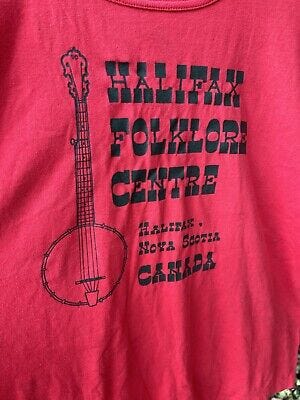 HALIFAX
FOLKLORE
CENTRE
HALIFAX,
NOVA SCOTIA
CANADA